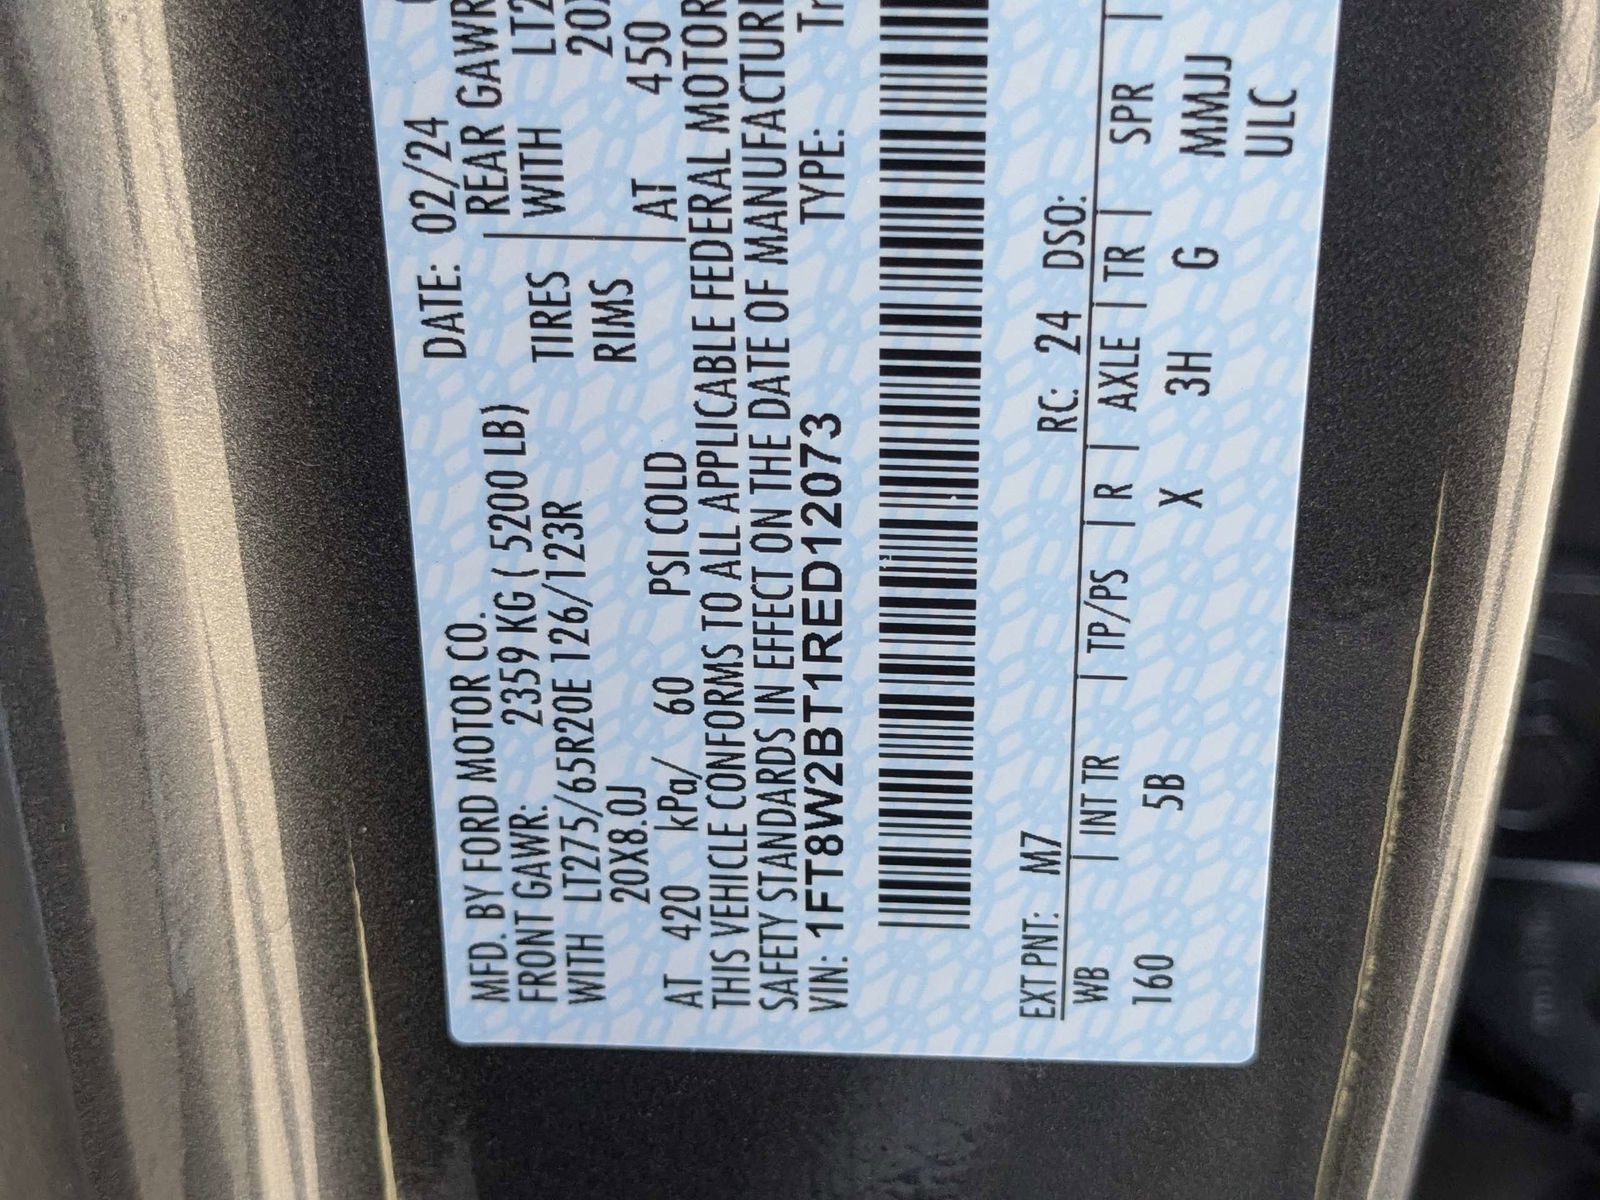 MFD. BY FORD MOTOR CO. DATE: 02/24
FRONT GAWR: 2359 KG ( 5200 LB) REAR GAWR
WITH LT275/65R20E 126/123R TIRES WITH
20X8.0J RIMS
AT 420 kPa/ 60 PSI COLD AT 450
THIS VEHICLE CONFORMS TO ALL APPLICABLE FEDERAL MOTOR
SAFETY STANDARDS IN EFFECT ON THE DATE OF
VIN: 1FT8W2BT1RED12073 TYPE:
EXT PNT: M7 RC: 24 DSO:
WB | INT TR | TP/PS | R | AXLE | TR | SPR |
160 5B X 3H G MMJJ
ULC